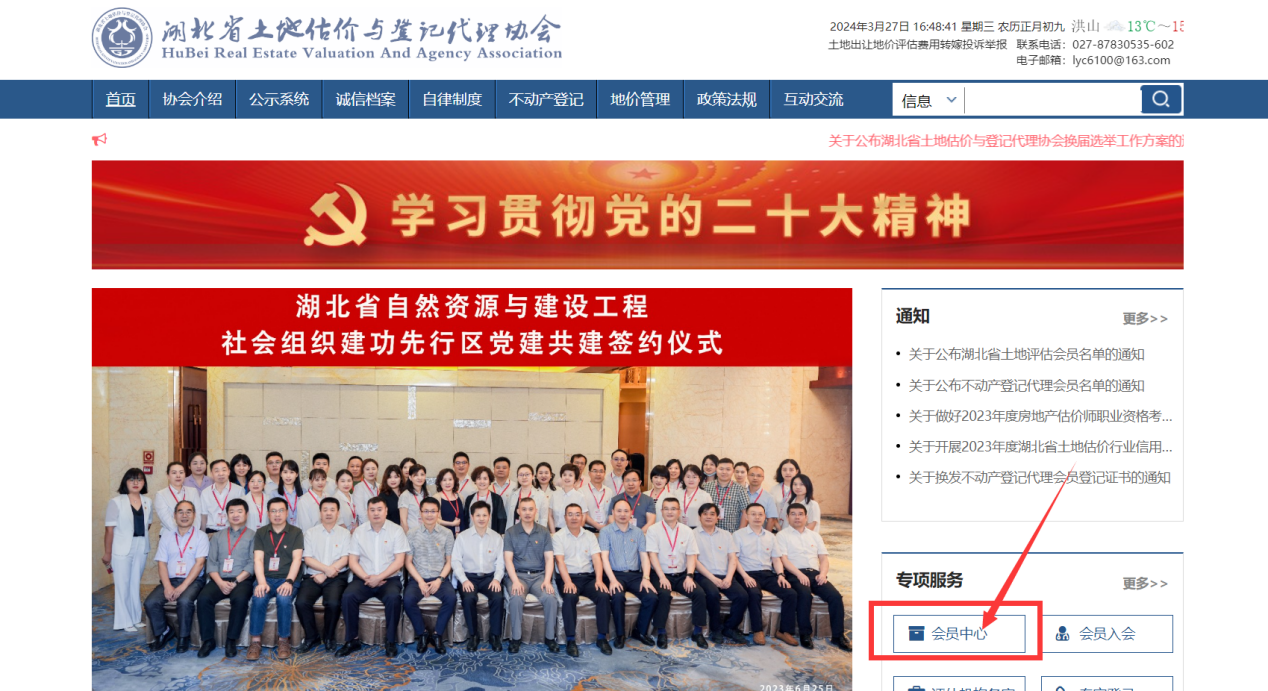 湖北省土地估价与登记代理协会
HuBei Real Estate Valuation And Agency Association
2024年3月27日 16:48:41 星期三 农历正月初九 洪山 13℃～15
土地出让地价评估费用转嫁投诉举报 联系电话：027-87830535-602
电子邮箱：lyc6100@163.com
首页 协会介绍 公示系统 诚信档案 自律制度 不动产登记 地价管理 政策法规 互动交流 信息
关于公布湖北省土地估价与登记代理协会换届选举工作方案的
学习贯彻党的二十大精神
湖北省自然资源与建设工程
社会组织建功先行区党建共建签约仪式
2023年6月25日
通知 更多>>
• 关于公布湖北省土地评估会员名单的通知
• 关于公布不动产登记代理会员名单的通知
• 关于做好2023年度房地产估价师职业资格考...
• 关于开展2023年度湖北省土地估价行业信用...
• 关于换发不动产登记代理会员登记证书的通知
专项服务 更多>>
会员中心 会员入会